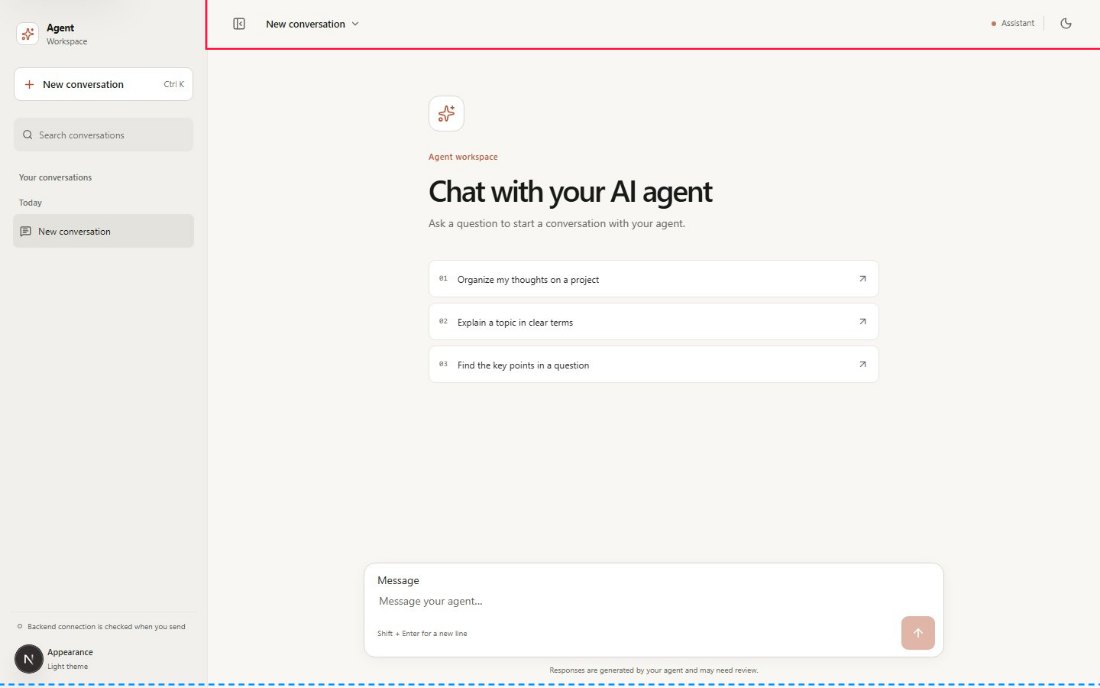 Agent
Workspace
New conversation Ctrl K
Search conversations
Your conversations
Today
New conversation
Backend connection is checked when you send
N
Appearance
Light theme
New conversation
Assistant
Agent workspace
Chat with your AI agent
Ask a question to start a conversation with your agent.
01 Organize my thoughts on a project
02 Explain a topic in clear terms
03 Find the key points in a question
Message
Message your agent...
Shift + Enter for a new line
Responses are generated by your agent and may need review.